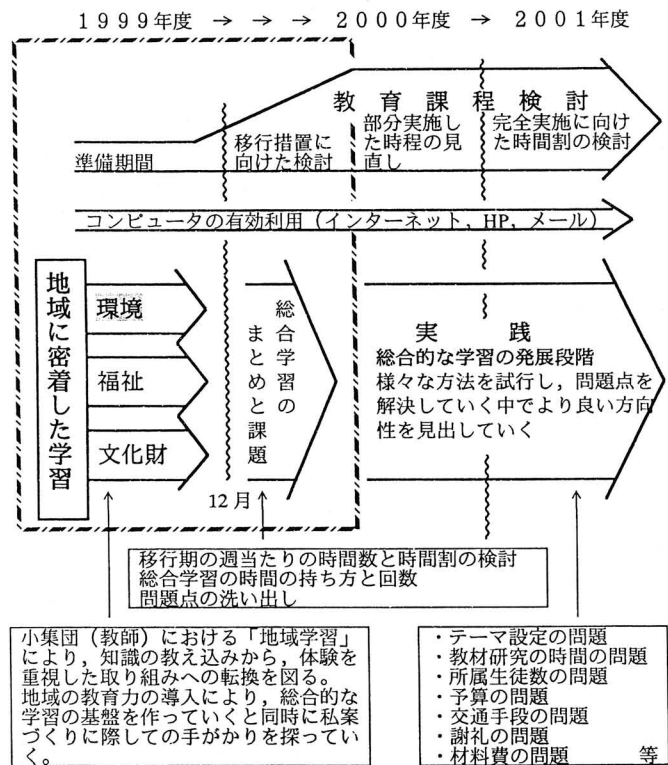 1999年度 → → → 2000年度 → 2001年度
教育課程検討
準備期間
移行措置に
向けた検討
部分実施し
た時程の見
直し
完全実施に向け
た時間割の検討
コンピュータの有効利用（インターネット，HP，メール）
地域に密着した学習
環境
福祉
文化財
総合学習の
まとめと課題
12月
実践
総合的な学習の発展段階
様々な方法を試行し，問題点を
解決していく中でより良い方向
性を見出していく
移行期の週当たりの時間数と時間割の検討
総合学習の時間の持ち方と回数
問題点の洗い出し
小集団（教師）における「地域学習」
により，知識の教え込みから，体験を
重視した取り組みへの転換を図る。
地域の教育力の導入により，総合的な
学習の基盤を作っていくと同時に私案
づくりに際しての手がかりを探ってい
く。
・テーマ設定の問題
・教材研究の時間の問題
・所属生徒数の問題
・予算の問題
・交通手段の問題
・謝礼の問題
・材料費の問題　等